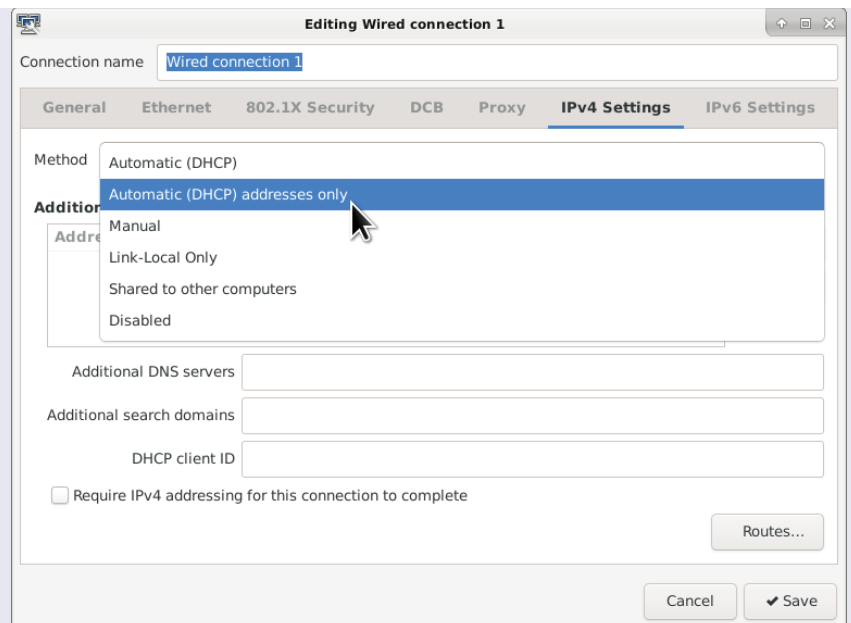 Editing Wired connection 1
Connection name Wired connection 1
General Ethernet 802.1X Security DCB Proxy IPv4 Settings IPv6 Settings
Method Automatic (DHCP)
Automatic (DHCP) addresses only
Manual
Link-Local Only
Shared to other computers
Disabled
Additional DNS servers
Additional search domains
DHCP client ID
Require IPv4 addressing for this connection to complete
Routes...
Cancel ✔ Save